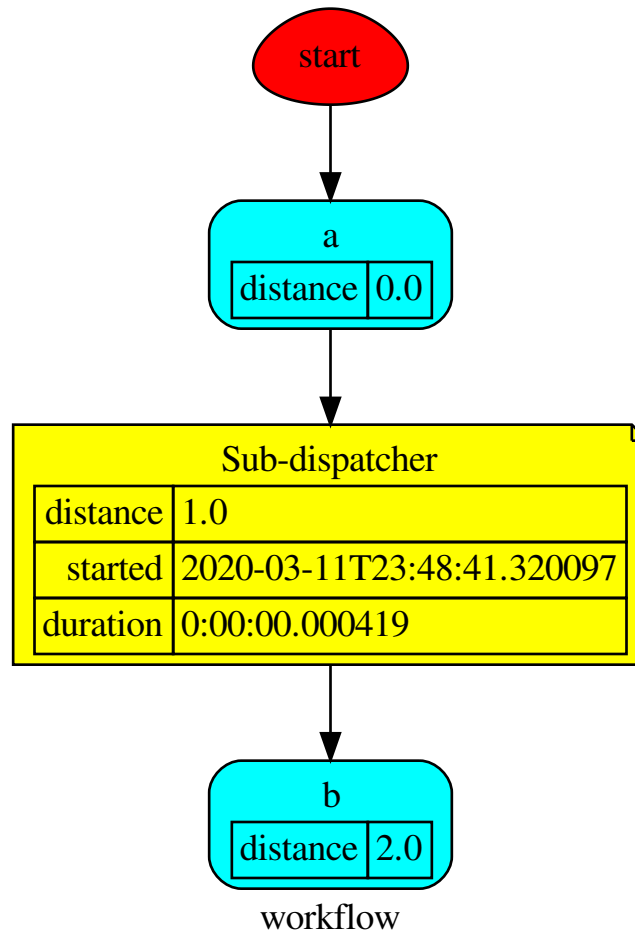 start
a
distance 0.0
Sub-dispatcher
distance 1.0
started 2020-03-11T23:48:41.320097
duration 0:00:00.000419
b
distance 2.0
workflow